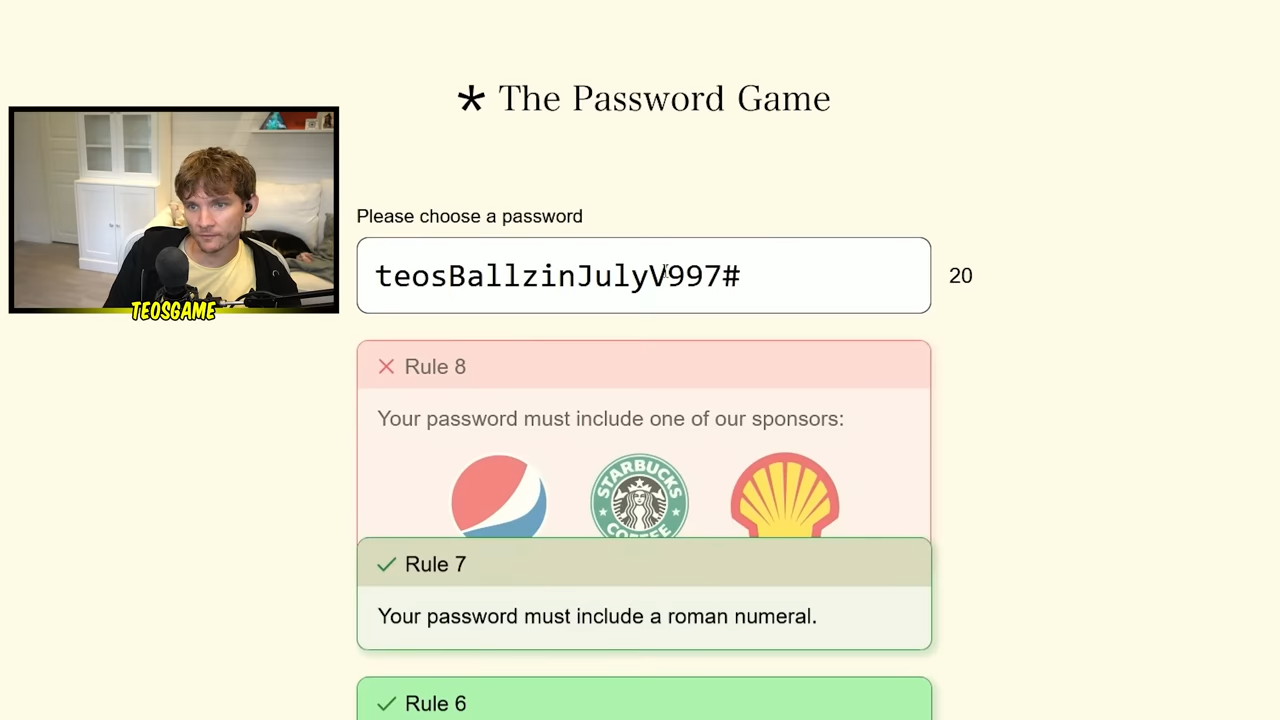 * The Password Game
TEOSGAME
Please choose a password
teosBallzinJulyV997#
20
Rule 8
Your password must include one of our sponsors:
STARBUCKS
COFFEE
Rule 7
Your password must include a roman numeral.
Rule 6